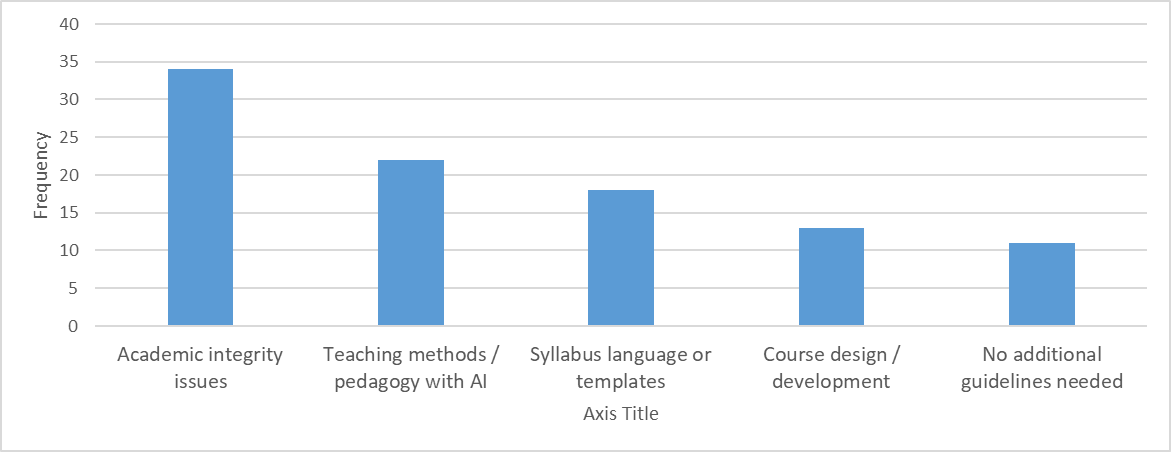 40
35
30
25
20
15
10
5
0
Frequency
Academic integrity
issues
Teaching methods /
pedagogy with AI
Syllabus language or
templates
Course design /
development
No additional
guidelines needed
Axis Title